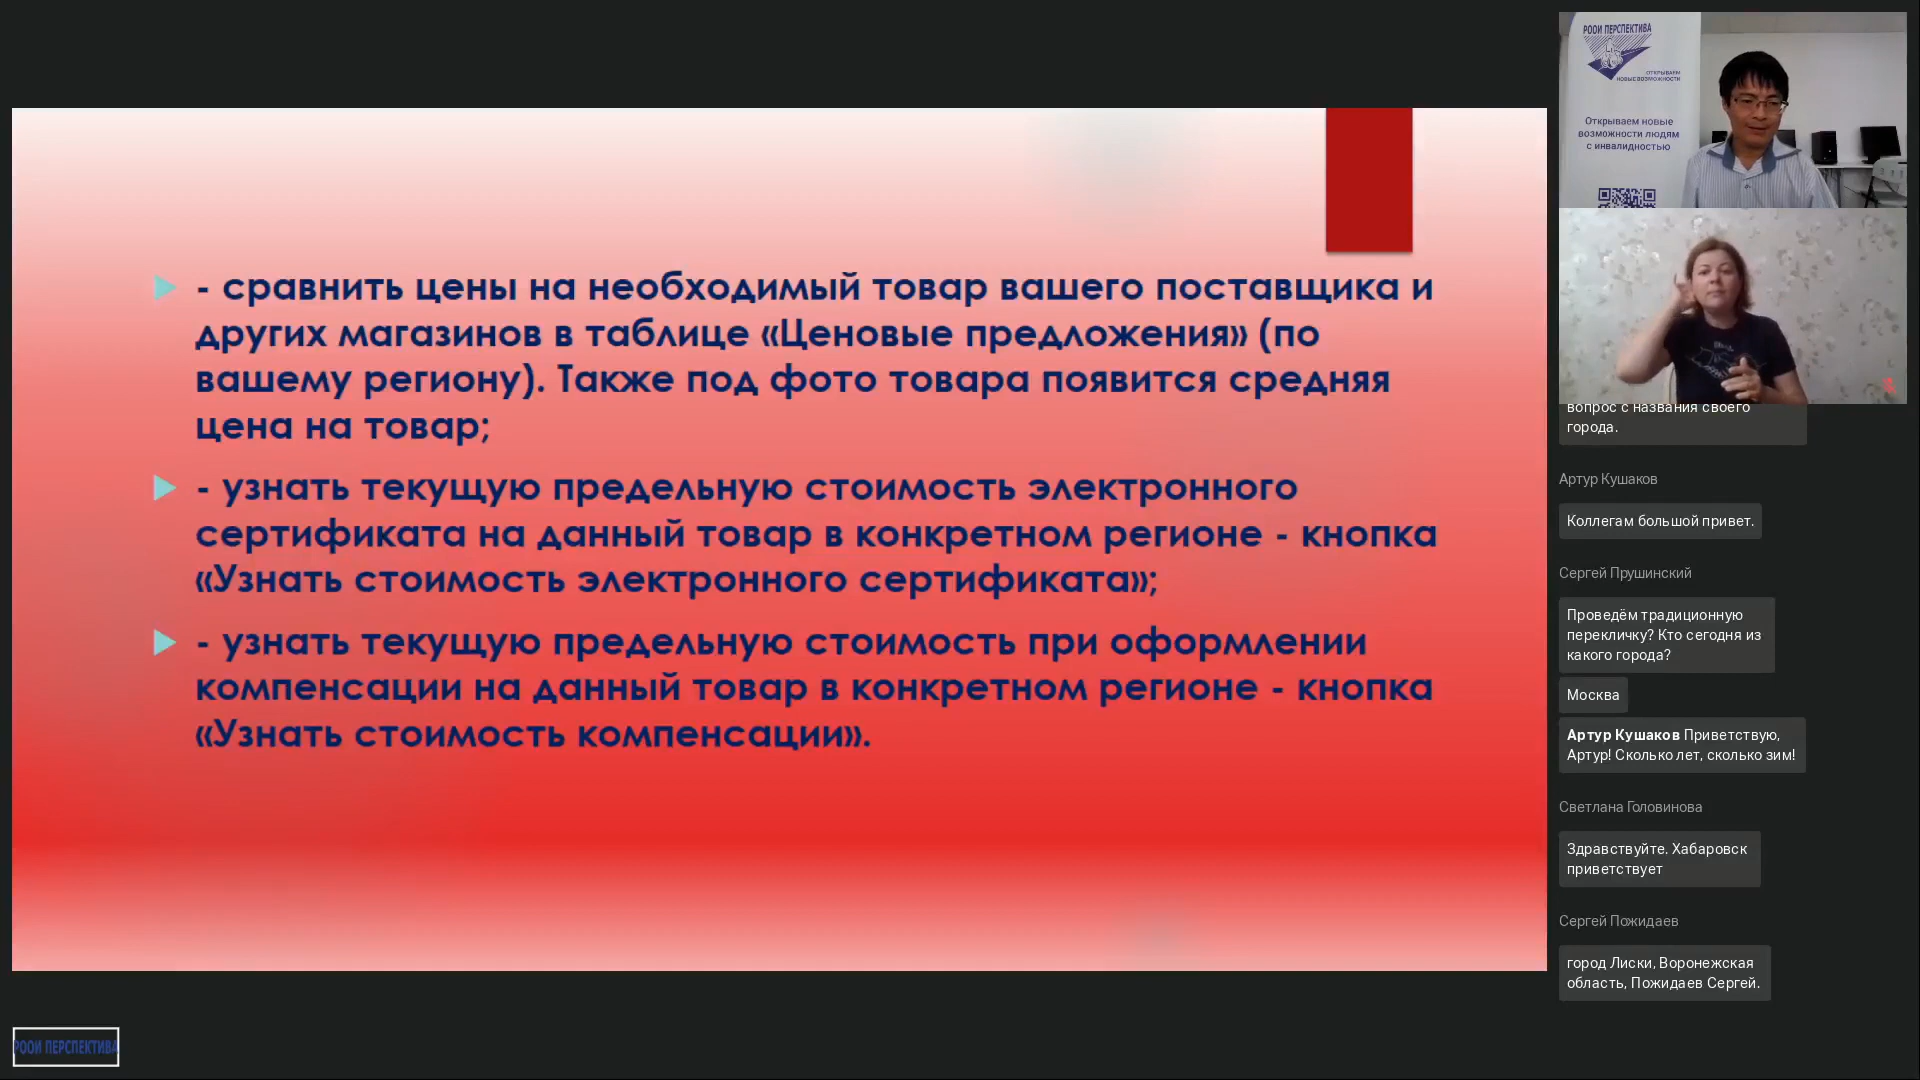 - сравнить цены на необходимый товар вашего поставщика и
других магазинов в таблице «Ценовые предложения» (по
вашему региону). Также под фото товара появится средняя
цена на товар;
- узнать текущую предельную стоимость электронного
сертификата на данный товар в конкретном регионе - кнопка
«Узнать стоимость электронного сертификата»;
- узнать текущую предельную стоимость при оформлении
компенсации на данный товар в конкретном регионе - кнопка
«Узнать стоимость компенсации».
РООИ ПЕРСПЕКТИВА
РООИ ПЕРСПЕКТИВА
ОТКРЫВАЕМ
НОВЫЕ ВОЗМОЖНОСТИ
Открываем новые
возможности людям
с инвалидностью
вопрос с названия своего
города.
Артур Кушаков
Коллегам большой привет.
Сергей Прушинский
Проведём традиционную
перекличку? Кто сегодня из
какого города?
Москва
Артур Кушаков Приветствую,
Артур! Сколько лет, сколько зим!
Светлана Головинова
Здравствуйте. Хабаровск
приветствует
Сергей Пожидаев
город Лиски, Воронежская
область, Пожидаев Сергей.